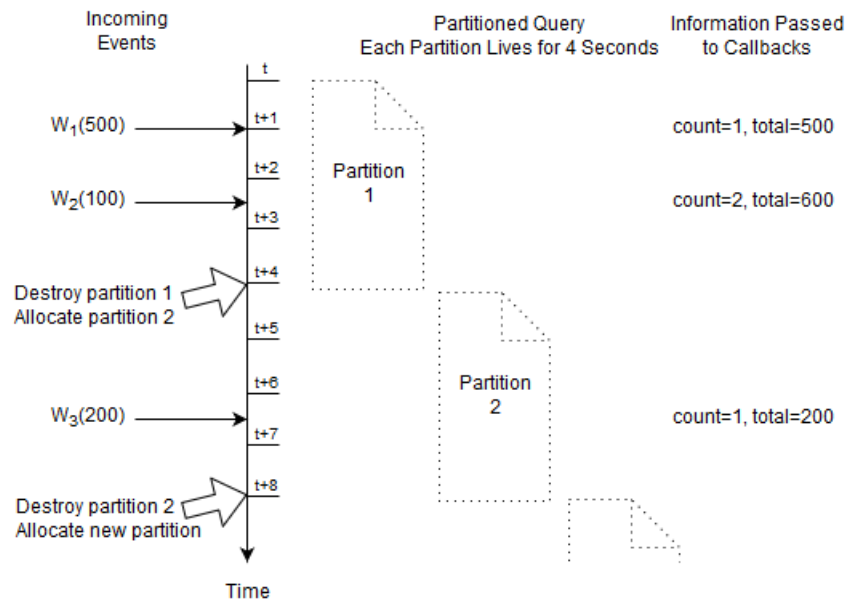 Incoming
Events
Partitioned Query
Each Partition Lives for 4 Seconds
Information Passed
to Callbacks
t
W1(500)
t+1
count=1, total=500
t+2
Partition
1
W2(100)
count=2, total=600
t+3
t+4
Destroy partition 1
Allocate partition 2
t+5
t+6
Partition
2
W3(200)
count=1, total=200
t+7
t+8
Destroy partition 2
Allocate new partition
Time